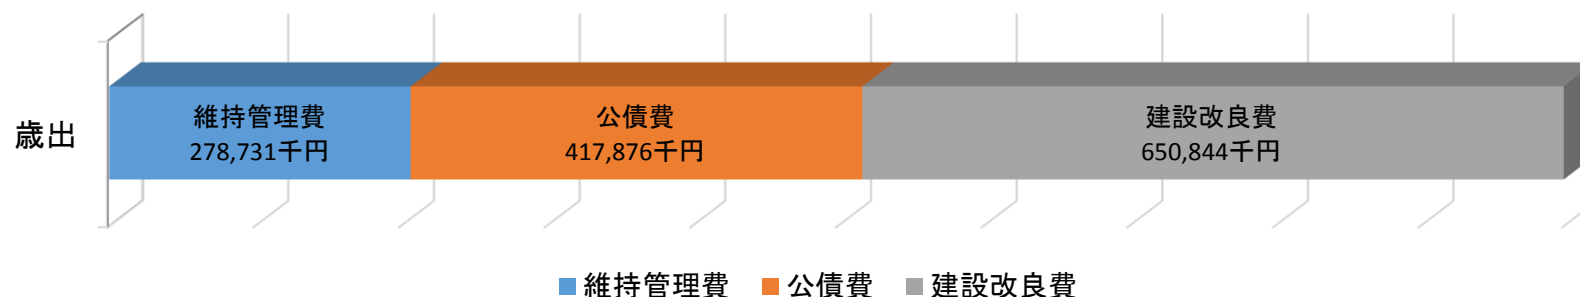 維持管理費
278,731千円
公債費
417,876千円
建設改良費
650,844千円
歳出
維持管理費 公債費 建設改良費